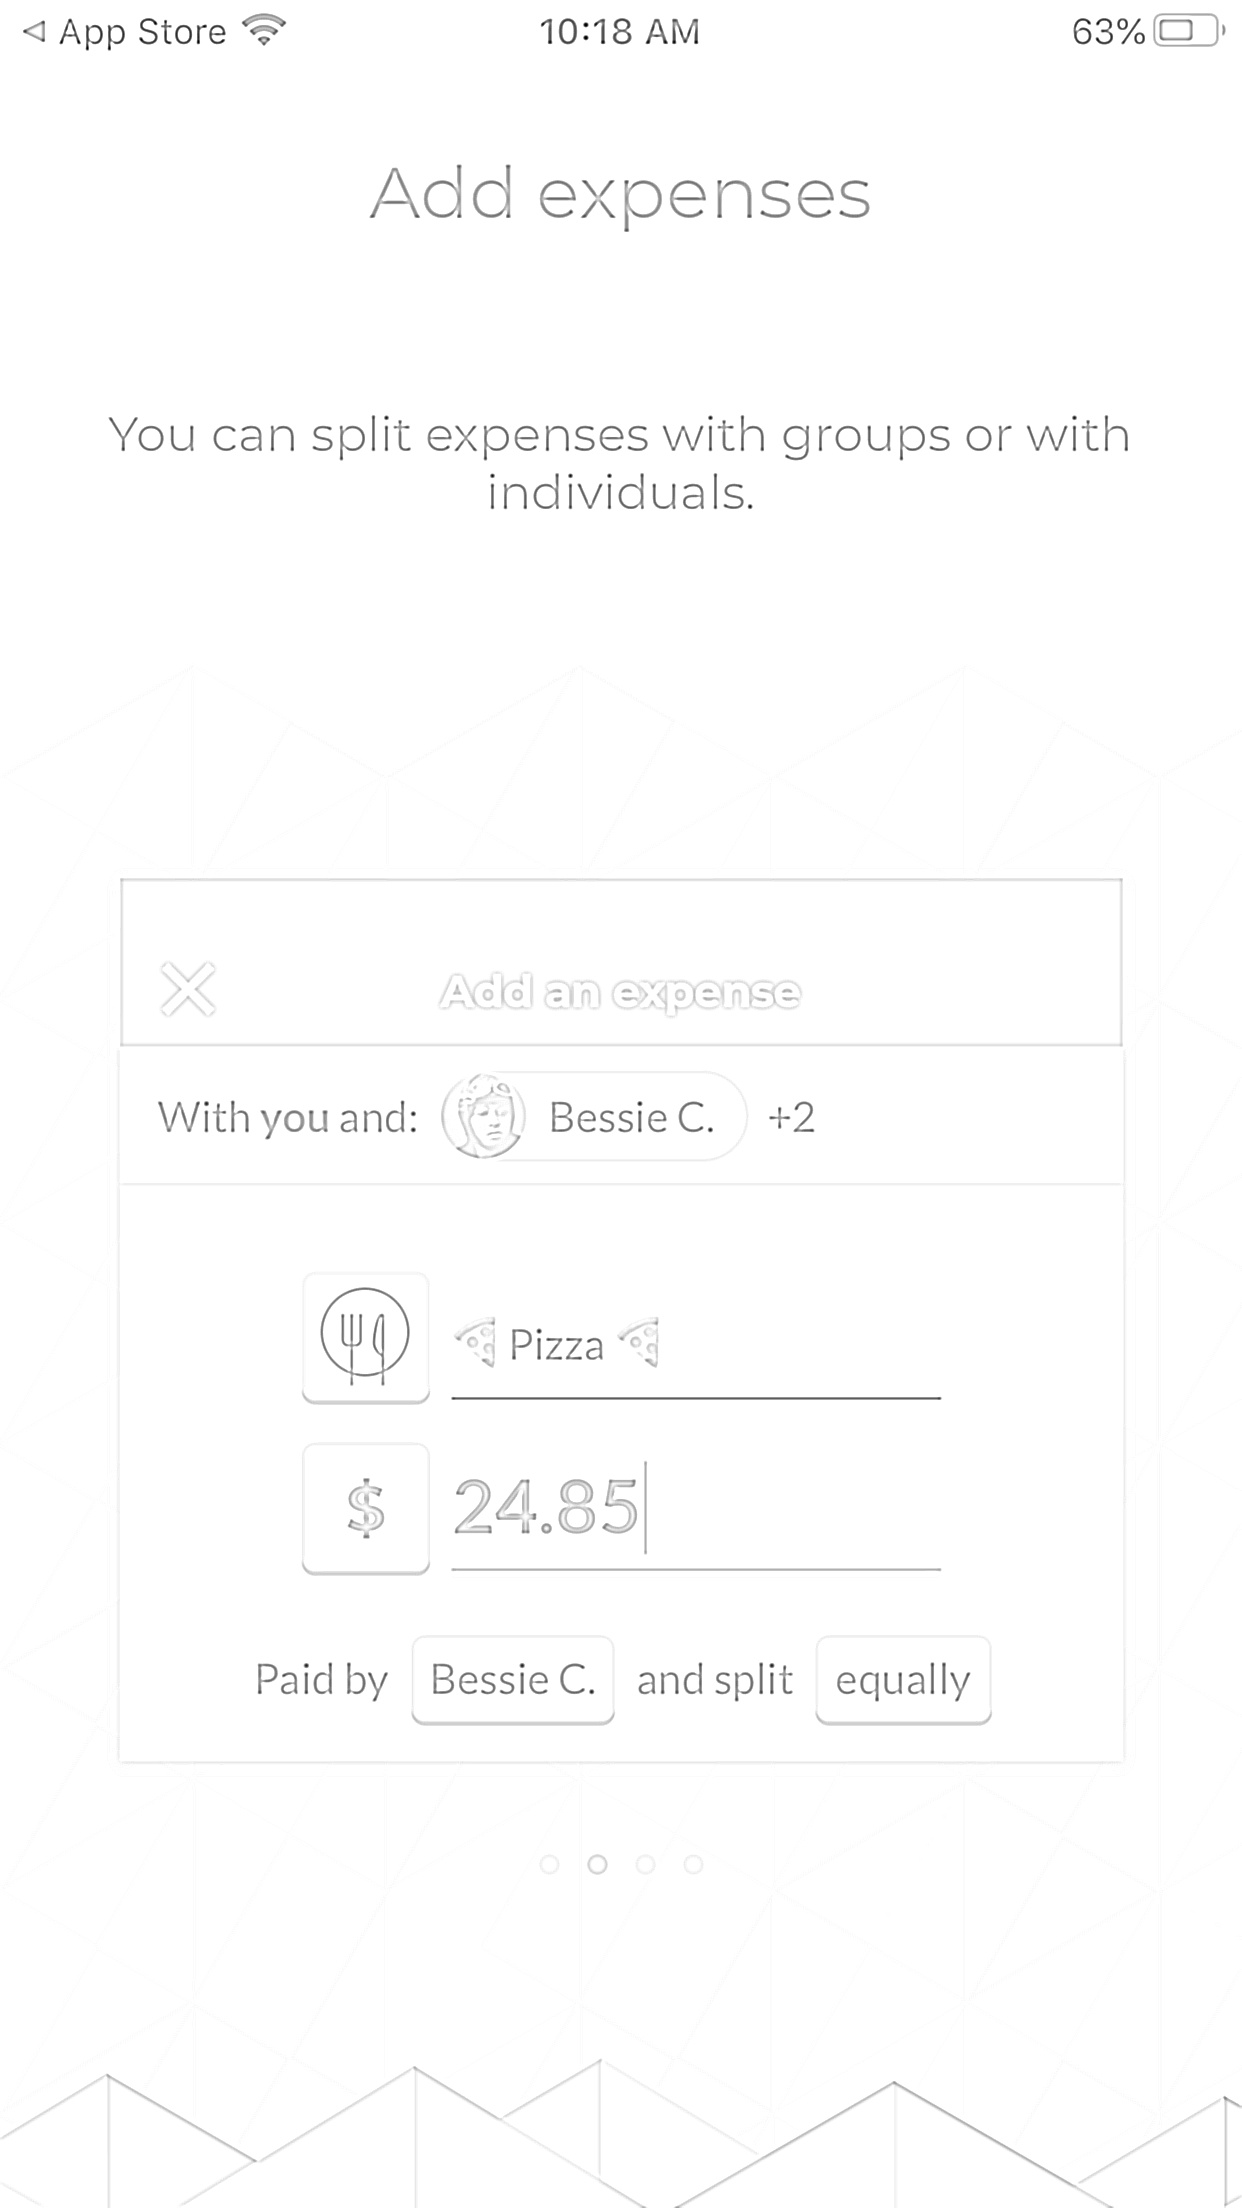 App Store 10:18 AM 63%
Add expenses
You can split expenses with groups or with
individuals.
Add an expense
With you and: Bessie C. +2
🍕 Pizza 🍕
$ 24.85
Paid by Bessie C. and split equally